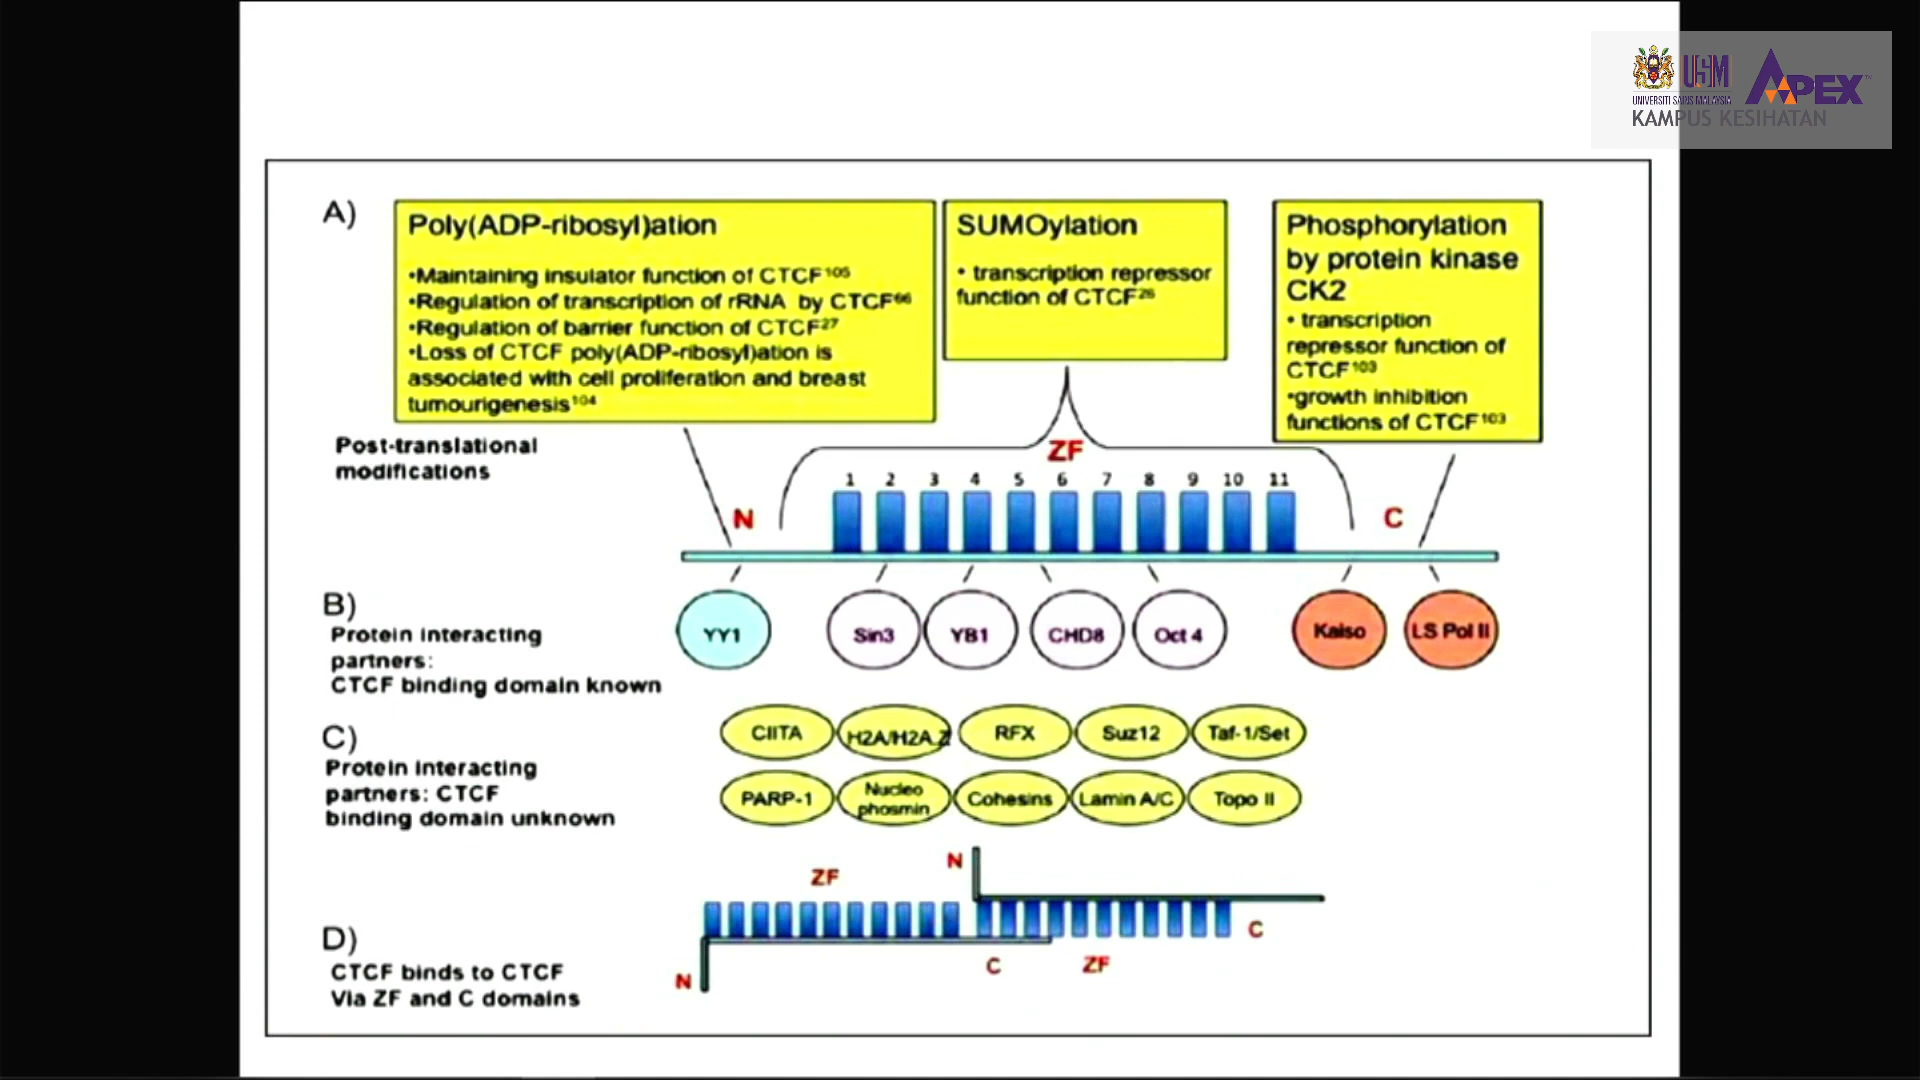 USM
APEX™
UNIVERSITI SAINS MALAYSIA
KAMPUS KESIHATAN
A)
Poly(ADP-ribosyl)ation
•Maintaining insulator function of CTCF105
•Regulation of transcription of rRNA by CTCF66
•Regulation of barrier function of CTCF27
•Loss of CTCF poly(ADP-ribosyl)ation is
associated with cell proliferation and breast
tumourigenesis104
SUMOylation
• transcription repressor
function of CTCF26
Phosphorylation
by protein kinase
CK2
• transcription
repressor function of
CTCF103
•growth inhibition
functions of CTCF103
Post-translational
modifications
ZF
1 2 3 4 5 6 7 8 9 10 11
N
C
B)
Protein interacting
partners:
CTCF binding domain known
YY1
Sin3
YB1
CHD8
Oct 4
Kaiso
LS Pol II
C)
Protein interacting
partners: CTCF
binding domain unknown
CIITA
H2A/H2A.Z
RFX
Suz12
Taf-1/Set
PARP-1
Nucleo
phosmin
Cohesins
Lamin A/C
Topo II
D)
CTCF binds to CTCF
Via ZF and C domains
ZF
N
N
C
ZF
C